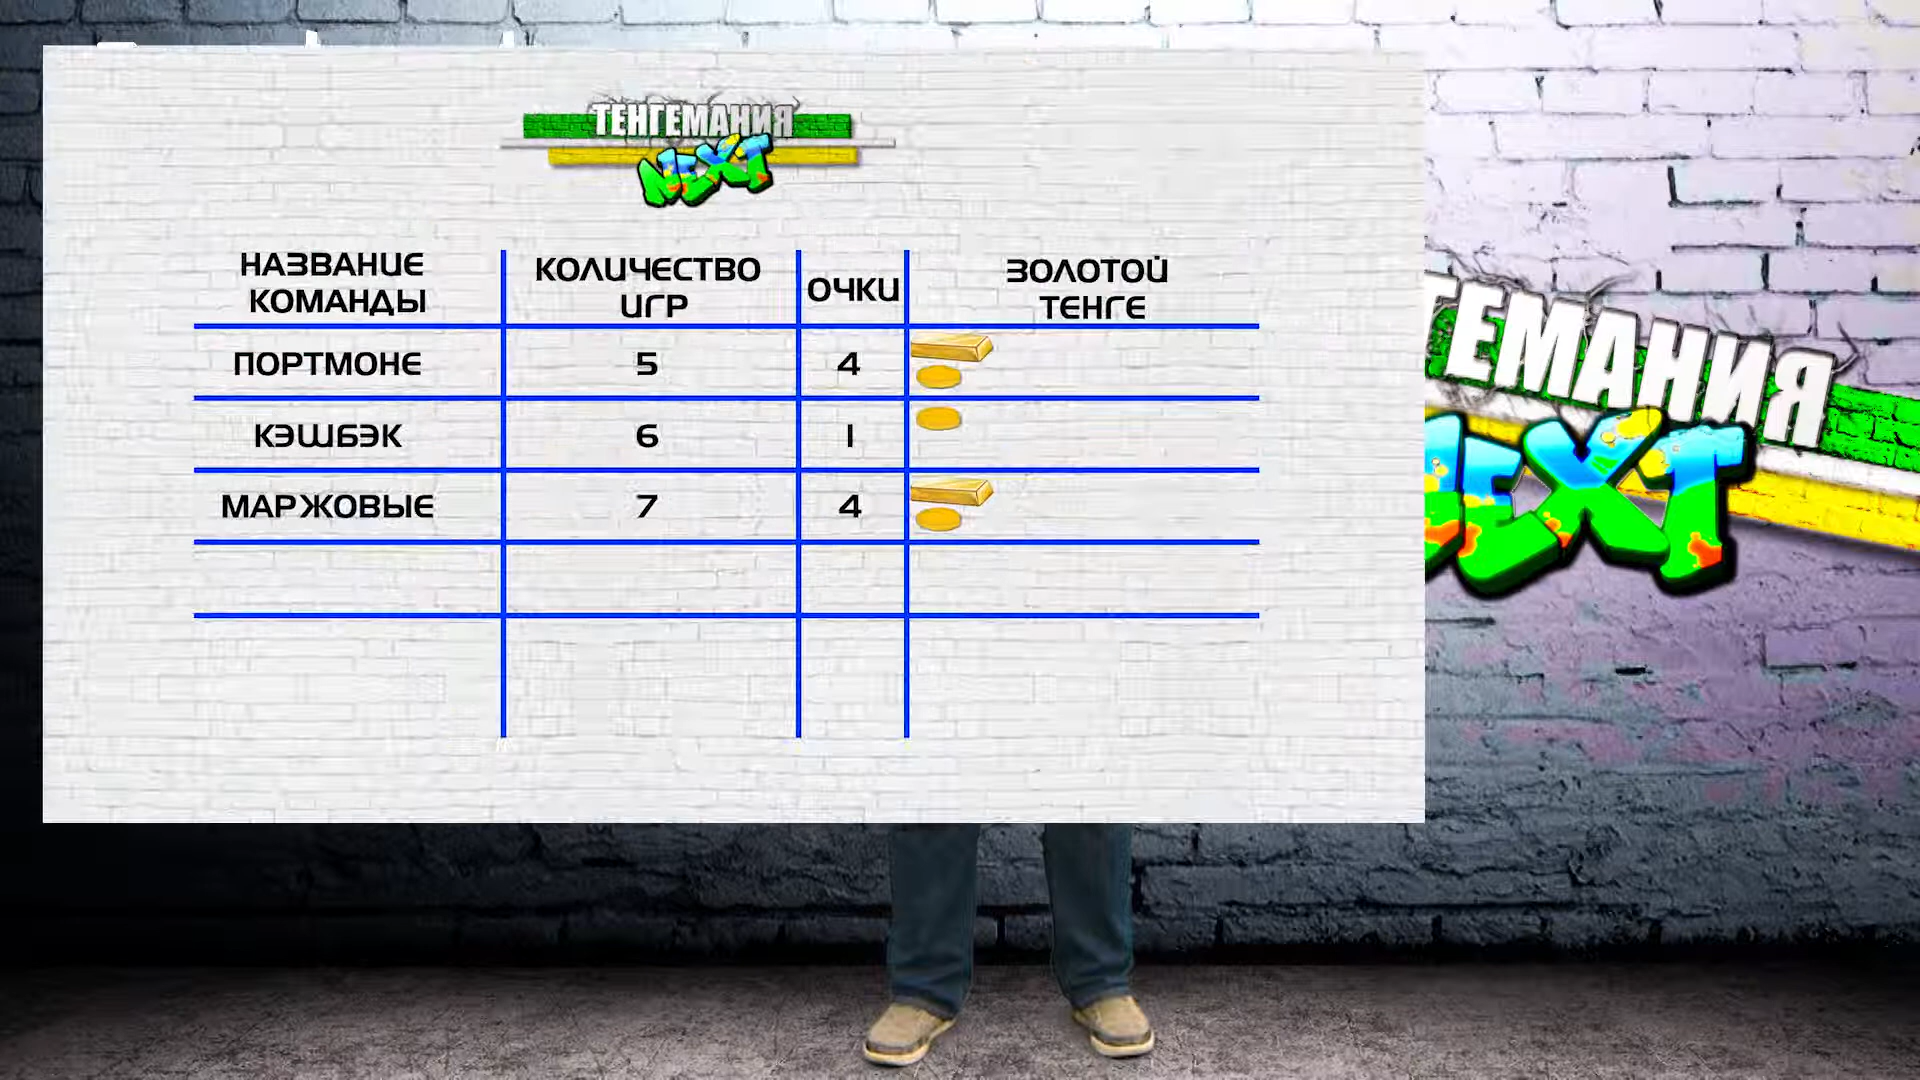 ТЕНГЕМАНИЯ
NEXT
НАЗВАНИЕ КОМАНДЫ
КОЛИЧЕСТВО ИГР
ОЧКИ
ЗОЛОТОЙ ТЕНГЕ
ПОРТМОНЕ 5 4
КЭШБЭК 6 1
МАРЖОВЫЕ 7 4
ГЕМАНИЯ
NEXT